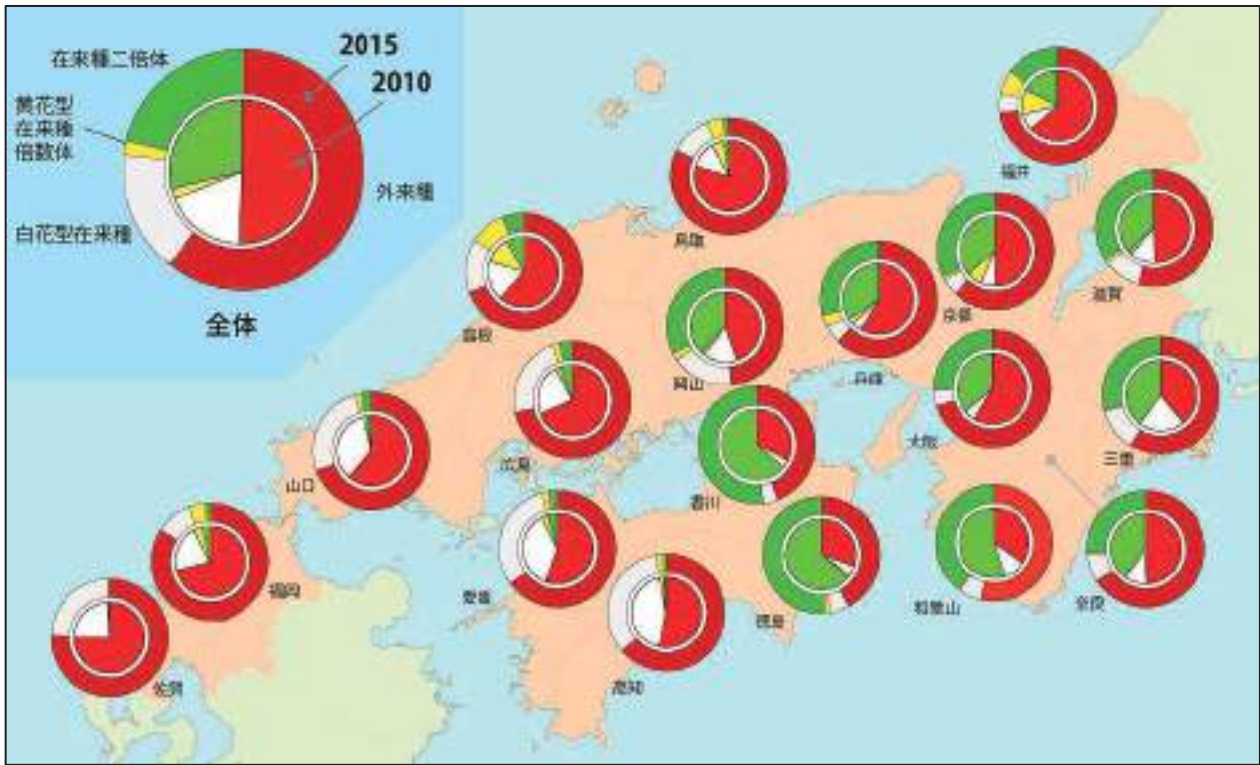 2015
2010
在来種二倍体
黄花型
在来種
倍数体
白花型在来種
外来種
全体
福井
鳥取
滋賀
京都
島根
岡山
兵庫
大阪
三重
広島
山口
香川
福岡
愛媛
徳島
和歌山
奈良
佐賀
高知